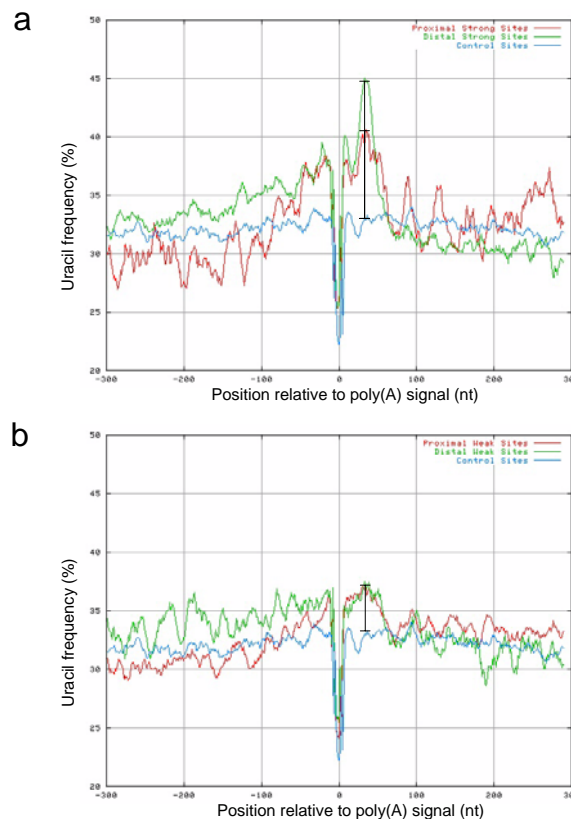 a
50
45
40
35
30
25
20
Uracil frequency (%)
Proximal Strong Sites
Distal Strong Sites
Control Sites
-300 -200 -100 0 100 200 30
Position relative to poly(A) signal (nt)
b
50
45
40
35
30
25
20
Uracil frequency (%)
Proximal Weak Sites
Distal Weak Sites
Control Sites
-300 -200 -100 0 100 200 300
Position relative to poly(A) signal (nt)